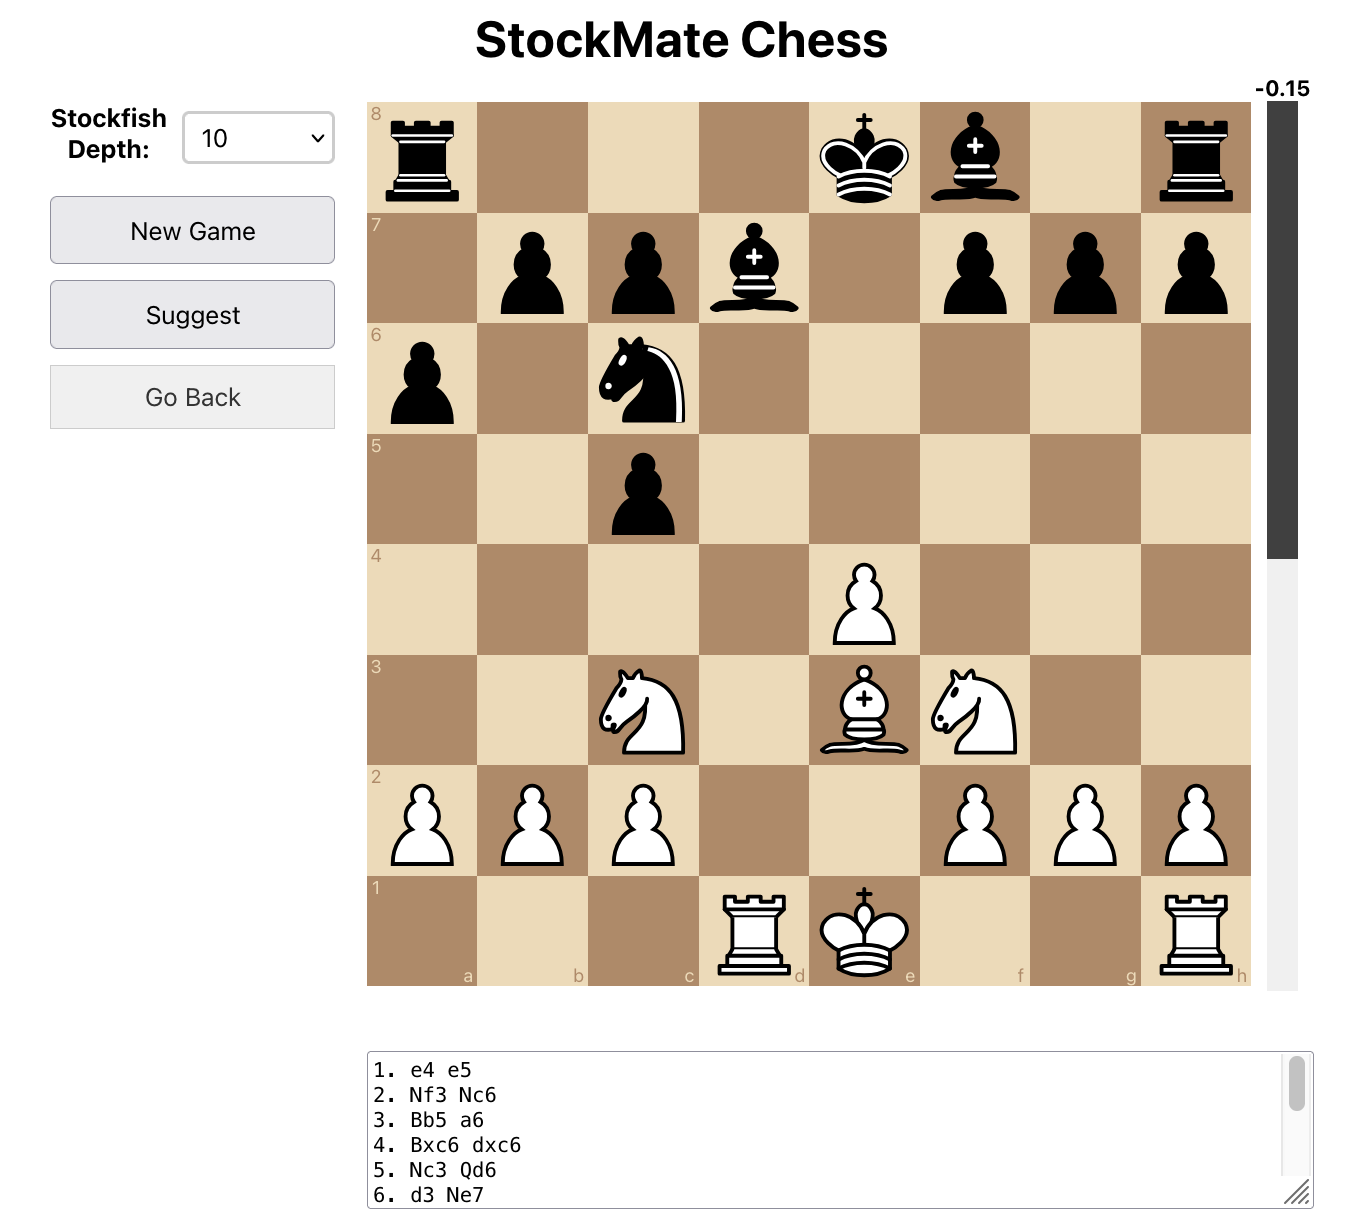 StockMate Chess
-0.15
Stockfish
Depth:
10
New Game
Suggest
Go Back
8
7
6
5
4
3
2
1
a b c d e f g h
1. e4 e5
2. Nf3 Nc6
3. Bb5 a6
4. Bxc6 dxc6
5. Nc3 Qd6
6. d3 Ne7